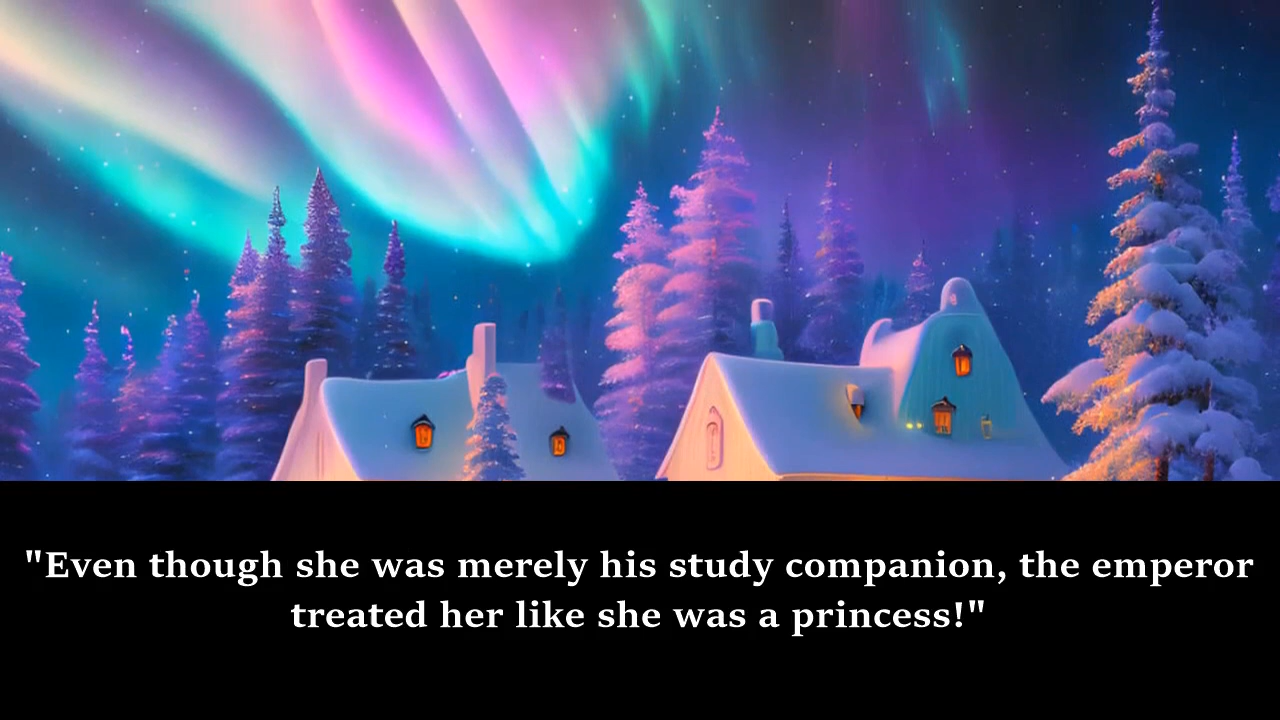 "Even though she was merely his study companion, the emperor
treated her like she was a princess!"